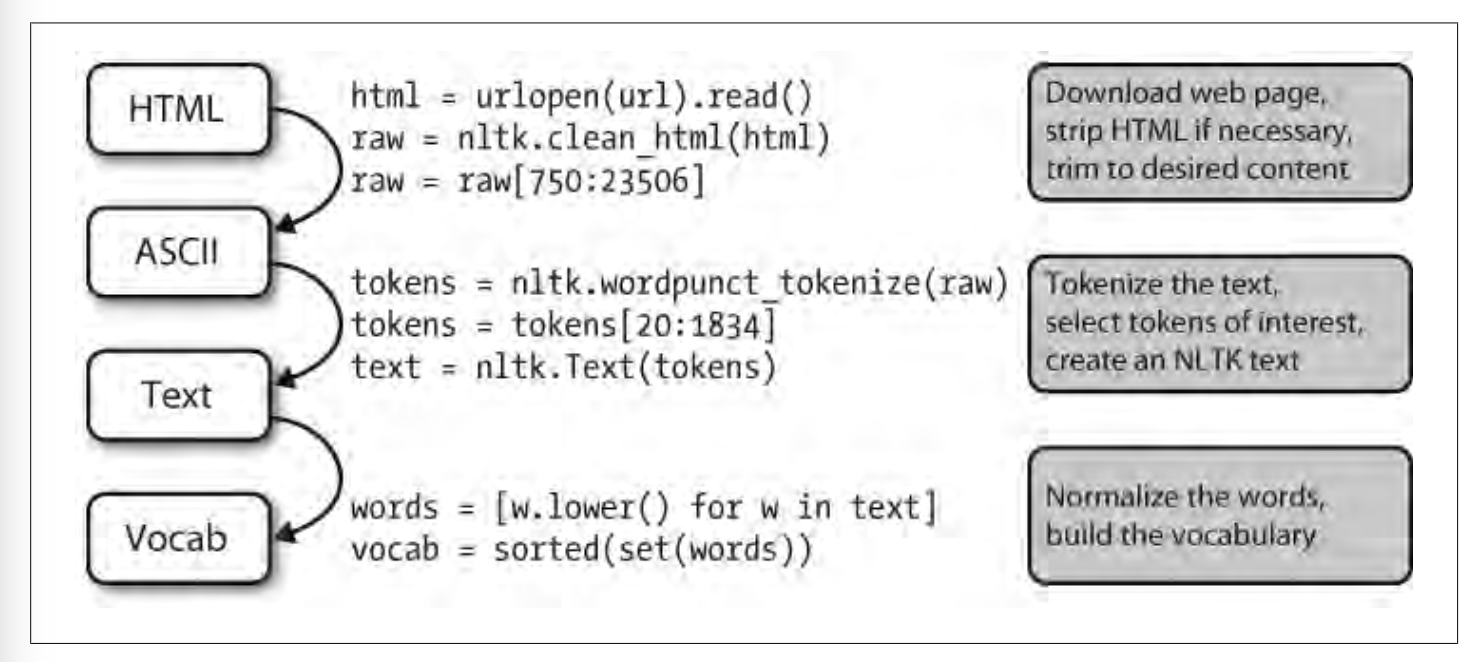 HTML
html = urlopen(url).read()
raw = nltk.clean_html(html)
raw = raw[750:23506]
Download web page,
strip HTML if necessary,
trim to desired content
ASCII
tokens = nltk.wordpunct_tokenize(raw)
tokens = tokens[20:1834]
text = nltk.Text(tokens)
Tokenize the text,
select tokens of interest,
create an NLTK text
Text
words = [w.lower() for w in text]
vocab = sorted(set(words))
Normalize the words,
build the vocabulary
Vocab